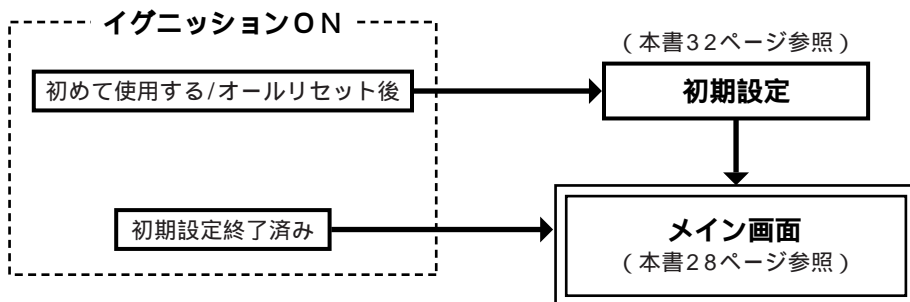 イグニッションON
（本書32ページ参照）
初めて使用する/オールリセット後
初期設定
初期設定終了済み
メイン画面
（本書28ページ参照）